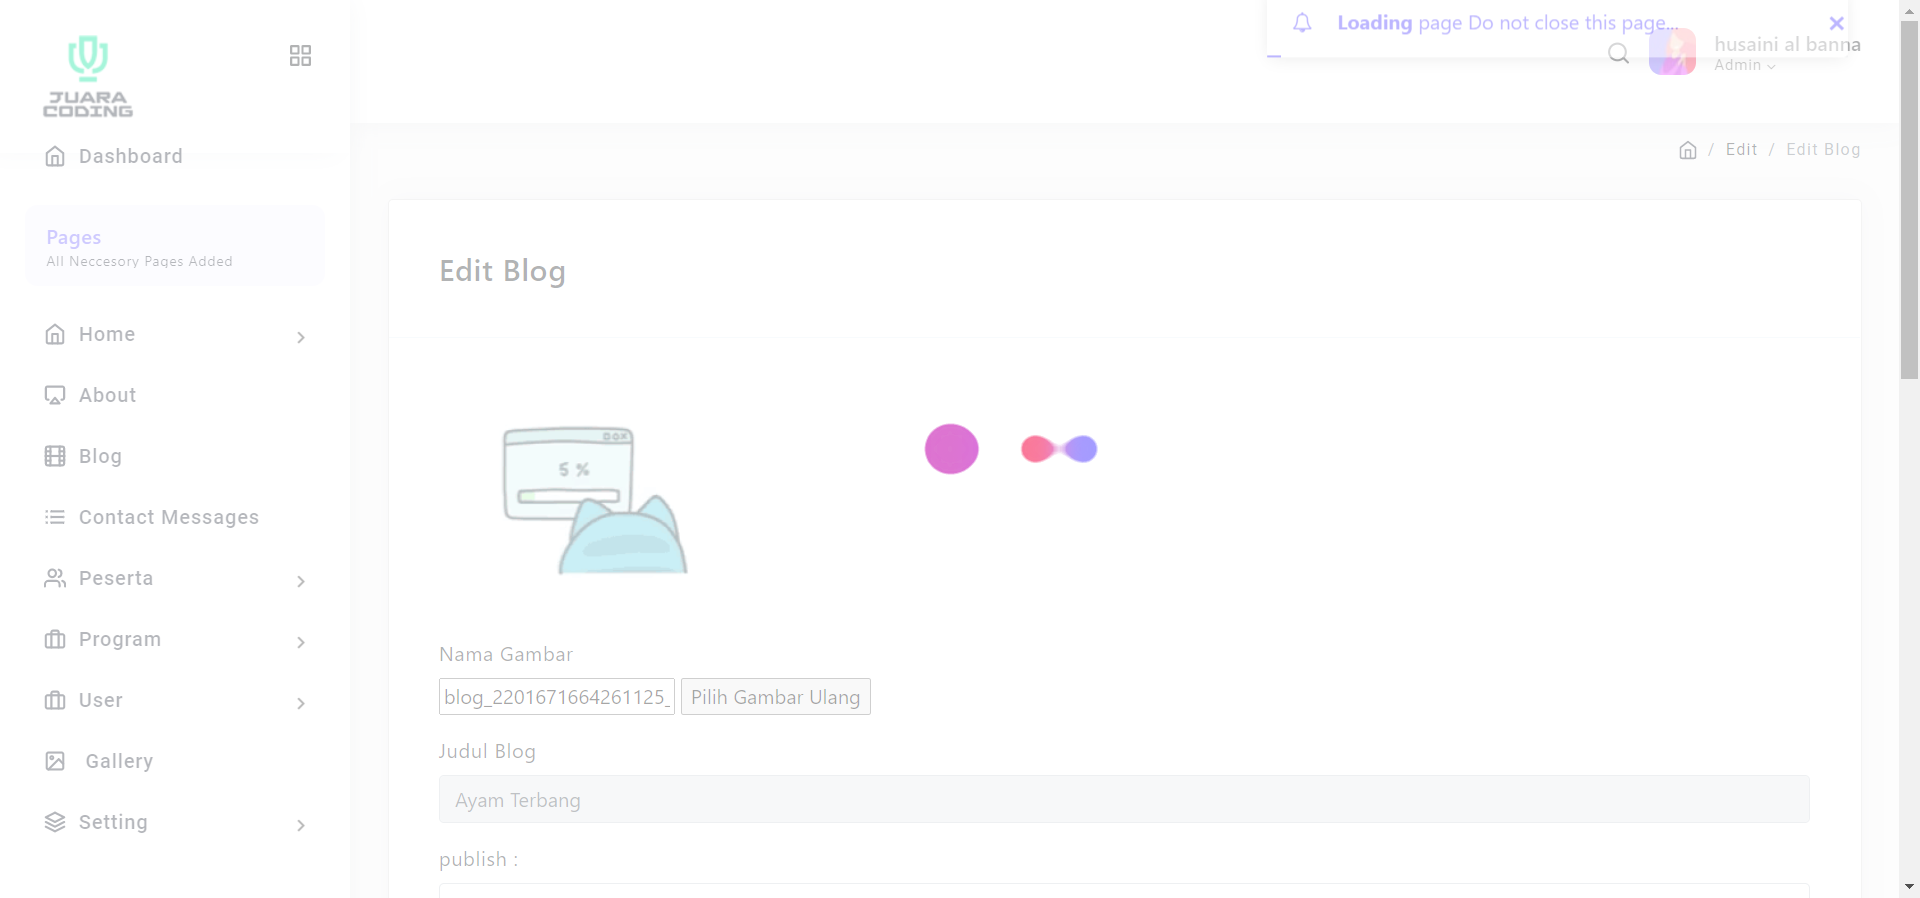 JUARA
CODING
Loading page Do not close this page...
husaini al banna
Admin
Dashboard
/ Edit / Edit Blog
Pages
All Neccesory Pages Added
Edit Blog
Home
About
Blog
Contact Messages
Peserta
Program
User
Gallery
Setting
5 %
Nama Gambar
blog_2201671664261125_
Pilih Gambar Ulang
Judul Blog
Ayam Terbang
publish :